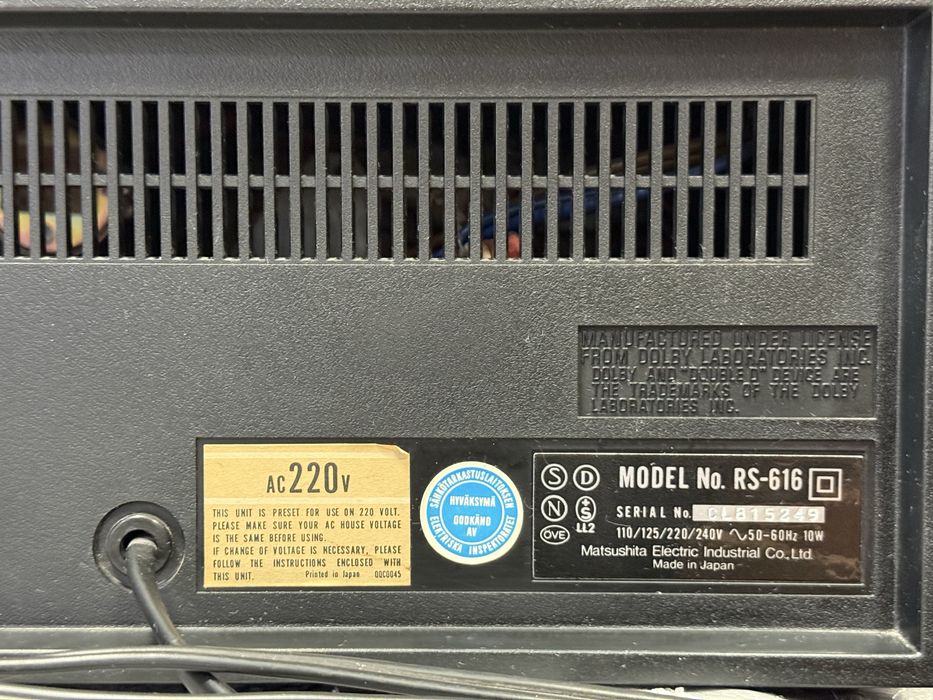 MANUFACTURED UNDER LICENSE
FROM DOLBY LABORATORIES INC.
DOLBY AND "DOUBLE D" DEVICE ARE
THE TRADEMARKS OF THE DOLBY
LABORATORIES INC.
AC220V
THIS UNIT IS PRESET FOR USE ON 220 VOLT.
PLEASE MAKE SURE YOUR AC HOUSE VOLTAGE
IS THE SAME BEFORE USING.
IF CHANGE OF VOLTAGE IS NECESSARY, PLEASE
FOLLOW THE INSTRUCTIONS ENCLOSED WITH
THIS UNIT. Printed in Japan QQC0045
SÄHKÖTARKASTUSLAITOKSEN
HYVÄKSYMÄ
GODKÄND
AV
ELEKTRISKA INSPEKTORATET
S D
N S
LL2
OVE
MODEL No. RS-616
SERIAL No. CL815249
110/125/220/240V ~50-60Hz 10W
Matsushita Electric Industrial Co., Ltd.
Made in Japan